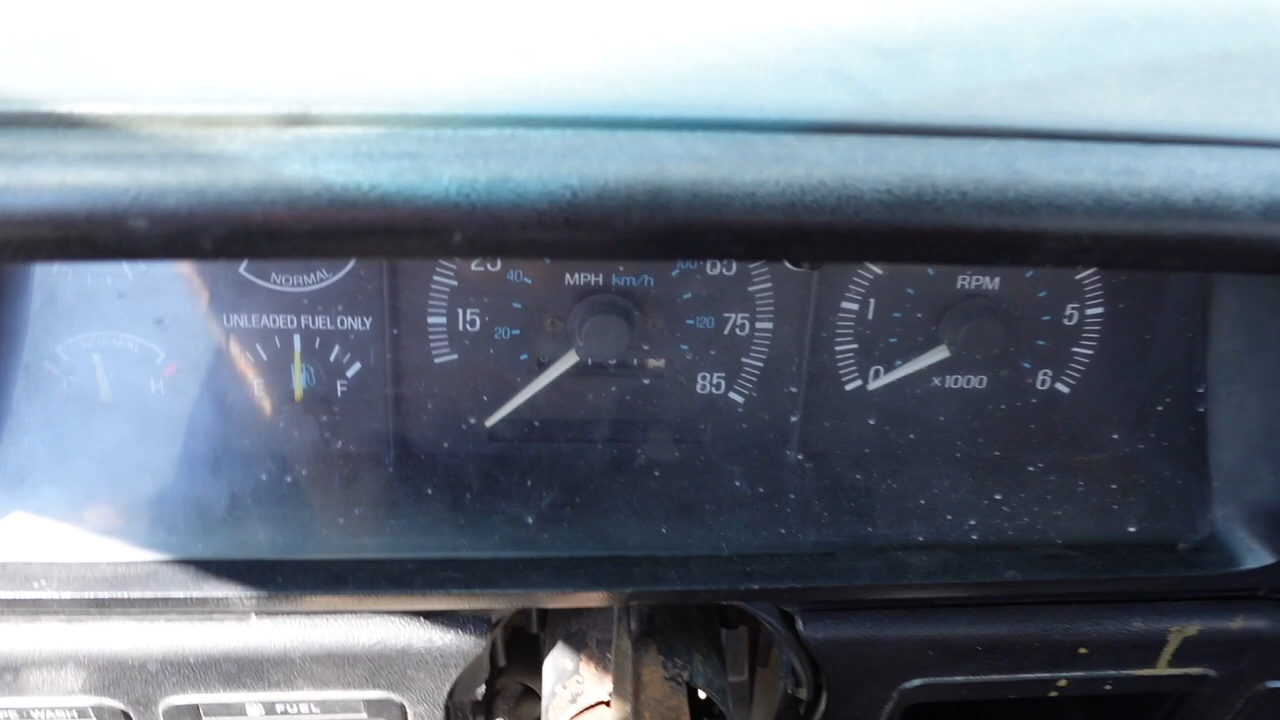 NORMAL
UNLEADED FUEL ONLY
E F
NORMAL
H
25 40 MPH km/h 100 65
15 20 120 75
85
RPM
1 5
0 x1000 6
FUEL